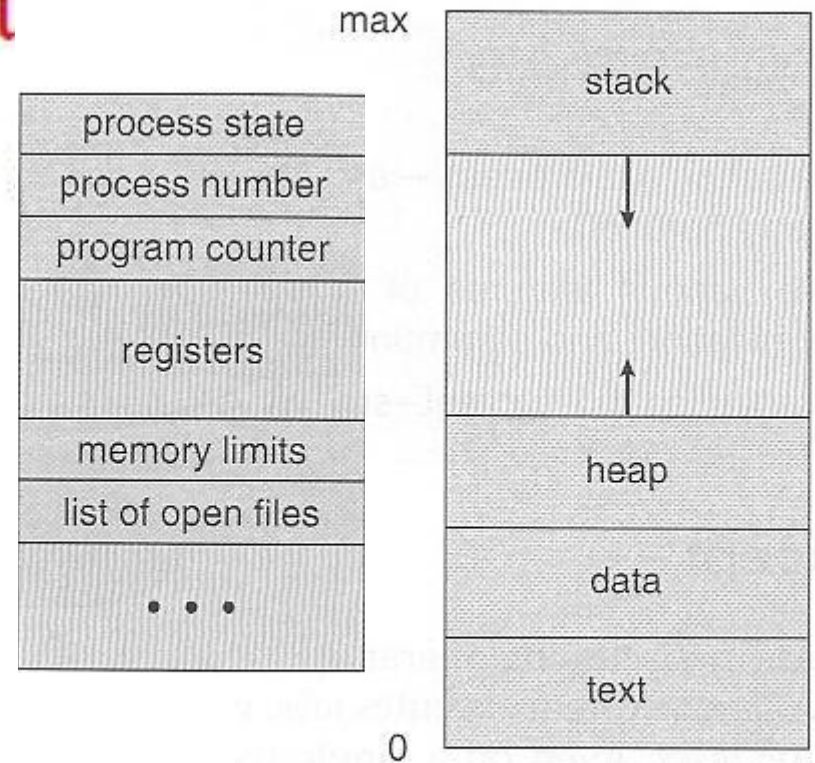 max
process state
process number
program counter
registers
memory limits
list of open files
• • •
stack
heap
data
text
0